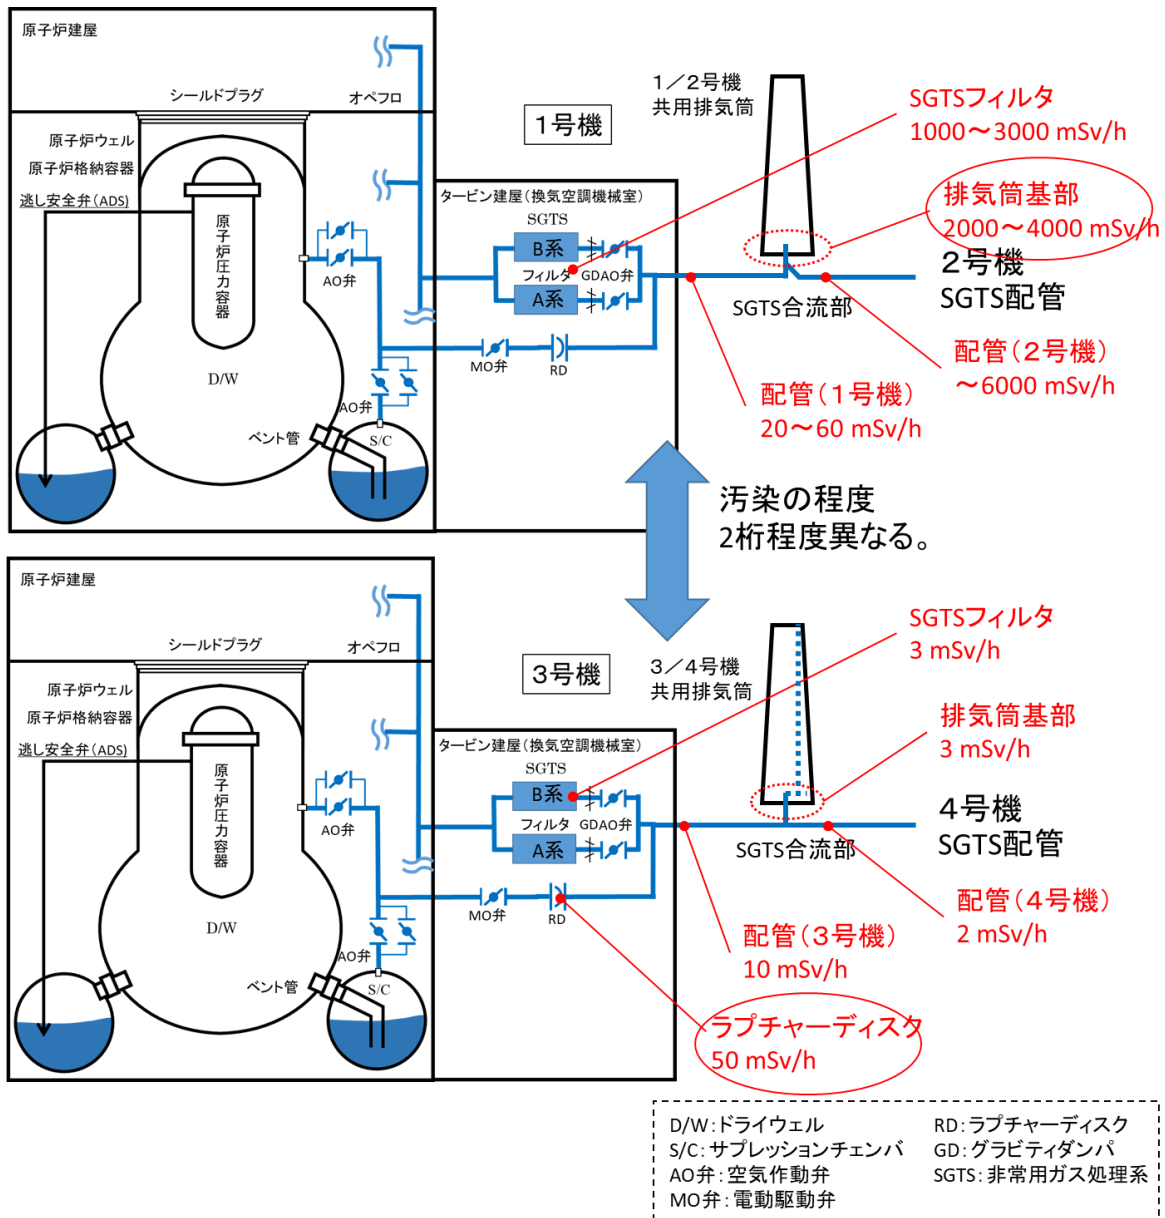 原子炉建屋
シールドプラグ
オペフロ
原子炉ウェル
原子炉格納容器
逃し安全弁(ADS)
原子炉圧力容器
AO弁
D/W
AO弁
ベント管
S/C
1号機
タービン建屋(換気空調機械室)
SGTS
B系
フィルタ
GD
AO弁
A系
MO弁
RD
1/2号機
共用排気筒
SGTSフィルタ
1000~3000 mSv/h
排気筒基部
2000~4000 mSv/h
2号機
SGTS配管
SGTS合流部
配管(2号機)
~6000 mSv/h
配管(1号機)
20~60 mSv/h
汚染の程度
2桁程度異なる。
原子炉建屋
シールドプラグ
オペフロ
原子炉ウェル
原子炉格納容器
逃し安全弁(ADS)
原子炉圧力容器
AO弁
D/W
AO弁
ベント管
S/C
3号機
タービン建屋(換気空調機械室)
SGTS
B系
フィルタ
GD
AO弁
A系
MO弁
RD
3/4号機
共用排気筒
SGTSフィルタ
3 mSv/h
排気筒基部
3 mSv/h
4号機
SGTS配管
SGTS合流部
配管(4号機)
2 mSv/h
配管(3号機)
10 mSv/h
ラプチャーディスク
50 mSv/h
D/W:ドライウェル
S/C:サプレッションチェンバ
AO弁:空気作動弁
MO弁:電動駆動弁
RD:ラプチャーディスク
GD:グラビティダンパ
SGTS:非常用ガス処理系